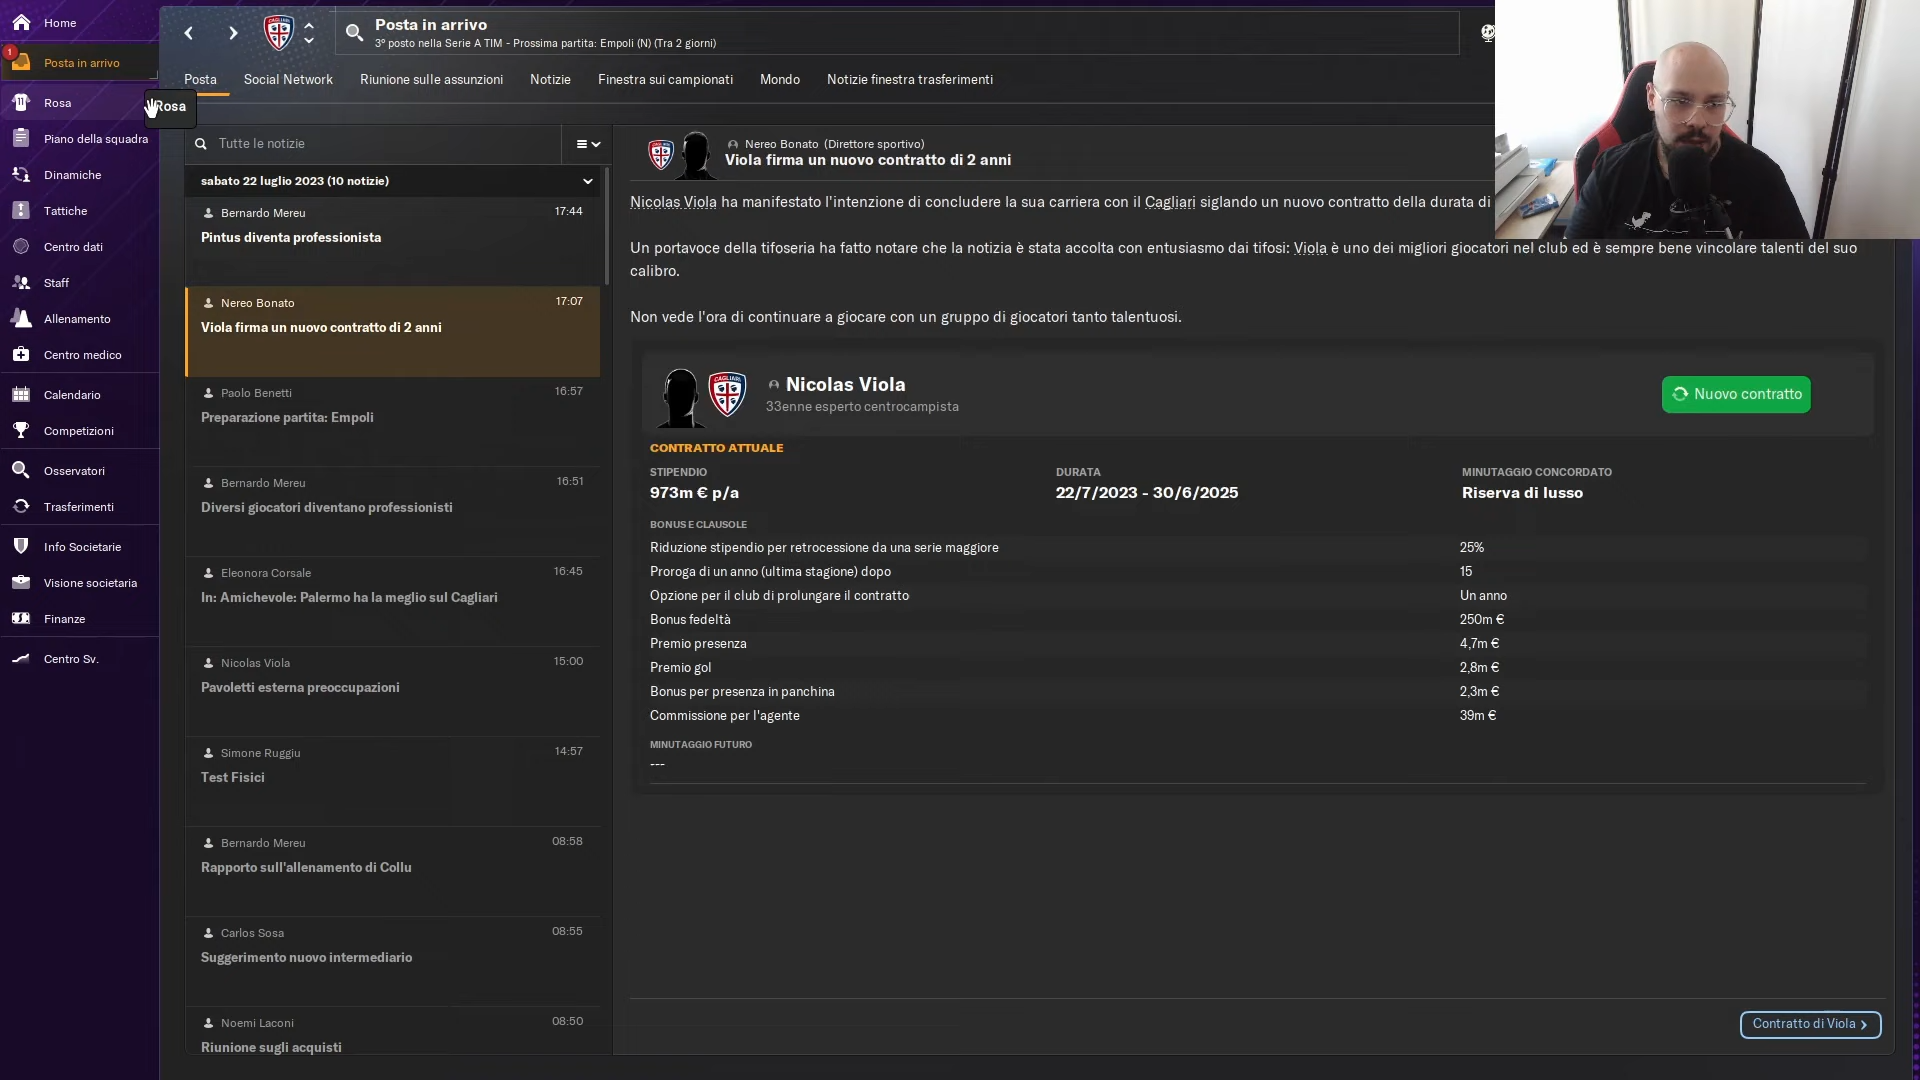 Home
1
Posta in arrivo
Rosa
Rosa
Piano della squadra
Dinamiche
Tattiche
Centro dati
Staff
Allenamento
Centro medico
Calendario
Competizioni
Osservatori
Trasferimenti
Info Societarie
Visione societaria
Finanze
Centro Sv.
Posta in arrivo
3° posto nella Serie A TIM - Prossima partita: Empoli (N) (Tra 2 giorni)
Posta Social Network Riunione sulle assunzioni Notizie Finestra sui campionati Mondo Notizie finestra trasferimenti
Tutte le notizie
sabato 22 luglio 2023 (10 notizie)
Bernardo Mereu 17:44
Pintus diventa professionista
Nereo Bonato 17:07
Viola firma un nuovo contratto di 2 anni
Paolo Benetti 16:57
Preparazione partita: Empoli
Bernardo Mereu 16:51
Diversi giocatori diventano professionisti
Eleonora Corsale 16:45
In: Amichevole: Palermo ha la meglio sul Cagliari
Nicolas Viola 15:00
Pavoletti esterna preoccupazioni
Simone Ruggiu 14:57
Test Fisici
Bernardo Mereu 08:58
Rapporto sull'allenamento di Collu
Carlos Sosa 08:55
Suggerimento nuovo intermediario
Noemi Laconi 08:50
Riunione sugli acquisti
Nereo Bonato (Direttore sportivo)
Viola firma un nuovo contratto di 2 anni
Nicolas Viola ha manifestato l'intenzione di concludere la sua carriera con il Cagliari siglando un nuovo contratto della durata di
Un portavoce della tifoseria ha fatto notare che la notizia è stata accolta con entusiasmo dai tifosi: Viola è uno dei migliori giocatori nel club ed è sempre bene vincolare talenti del suo
calibro.
Non vede l'ora di continuare a giocare con un gruppo di giocatori tanto talentuosi.
CAGLIARI
Nicolas Viola
33enne esperto centrocampista
Nuovo contratto
CONTRATTO ATTUALE
STIPENDIO DURATA MINUTAGGIO CONCORDATO
973m € p/a 22/7/2023 - 30/6/2025 Riserva di lusso
BONUS E CLAUSOLE
Riduzione stipendio per retrocessione da una serie maggiore 25%
Proroga di un anno (ultima stagione) dopo 15
Opzione per il club di prolungare il contratto Un anno
Bonus fedeltà 250m €
Premio presenza 4,7m €
Premio gol 2,8m €
Bonus per presenza in panchina 2,3m €
Commissione per l'agente 39m €
MINUTAGGIO FUTURO
---
Contratto di Viola